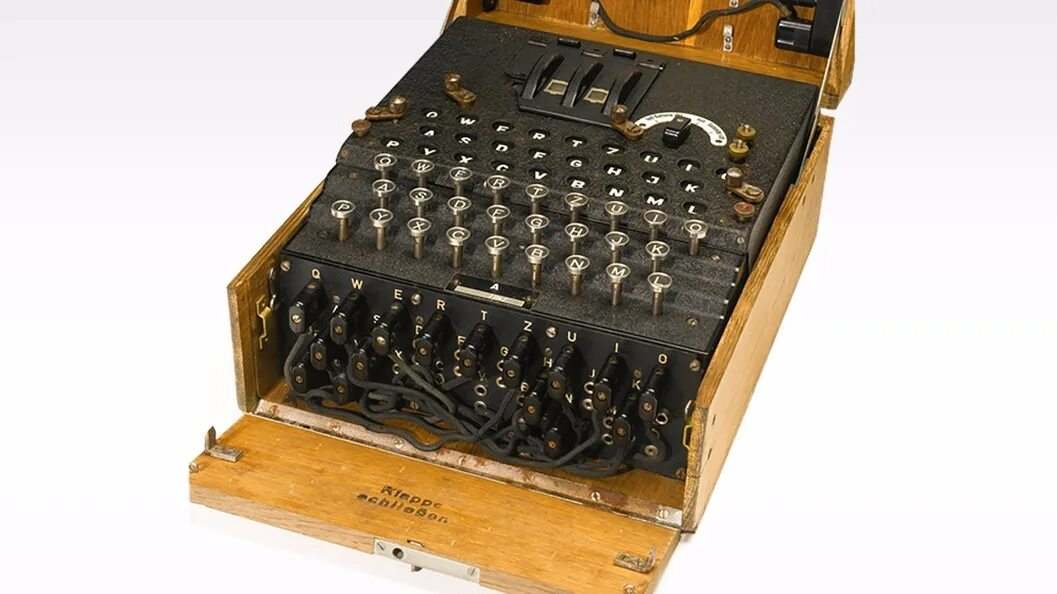 Q W E R T Z U I
A S D F G H J K
P Y X C V B N M L
Q W E R T Z U I O
A S D F G H J K
P Y X C V B N M L
A
Q W E R T Z U I O
S D F G H J K
X B N
Klappe
schließen